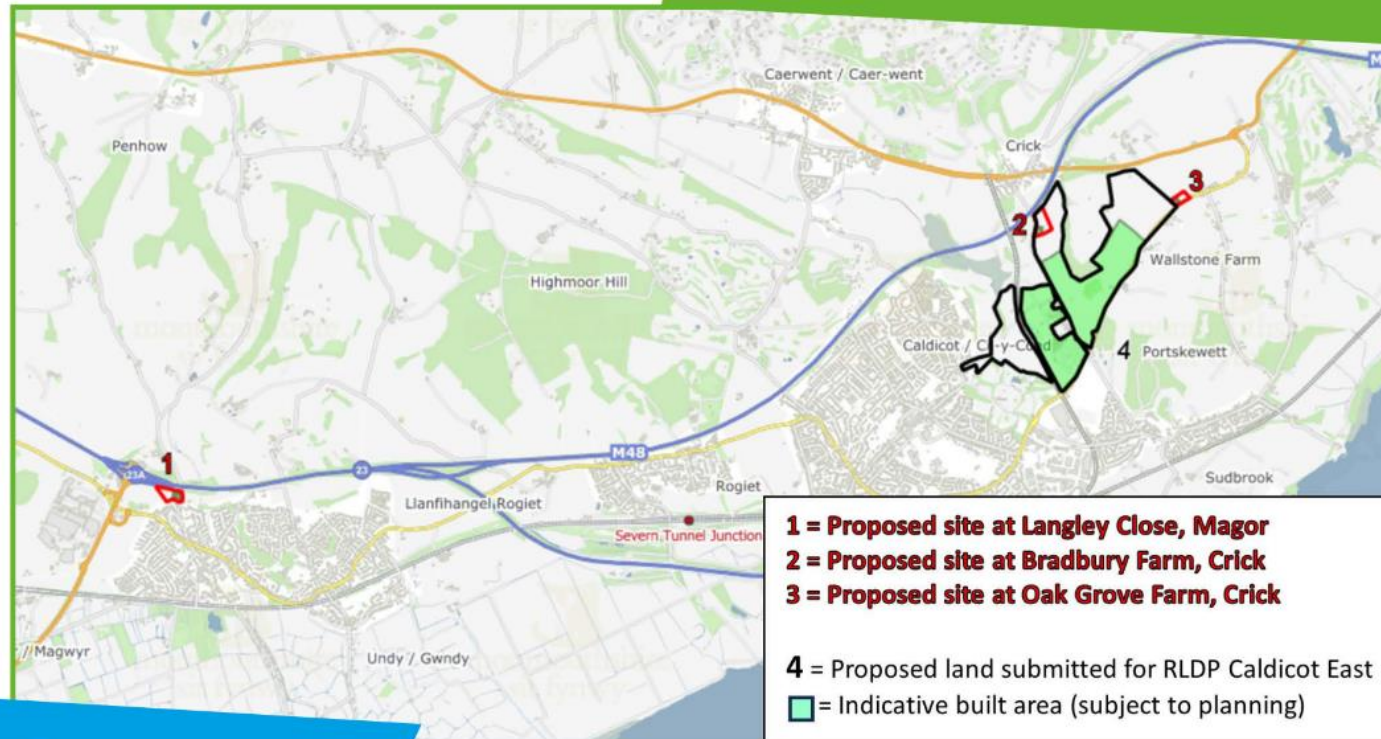 Caerwent / Caer-went
M
Penhow
Crick
3
2
Wallstone Farm
Highmoor Hill
Caldicot / C
-y-Co
4
Portskewett
1
J23A
23
M48
Sudbrook
Llanfihangel Rogiet
Rogiet
Severn Tunnel Junction
/ Magwyr
Undy / Gwndy
1 = Proposed site at Langley Close, Magor
2 = Proposed site at Bradbury Farm, Crick
3 = Proposed site at Oak Grove Farm, Crick
4 = Proposed land submitted for RLDP Caldicot East
= Indicative built area (subject to planning)